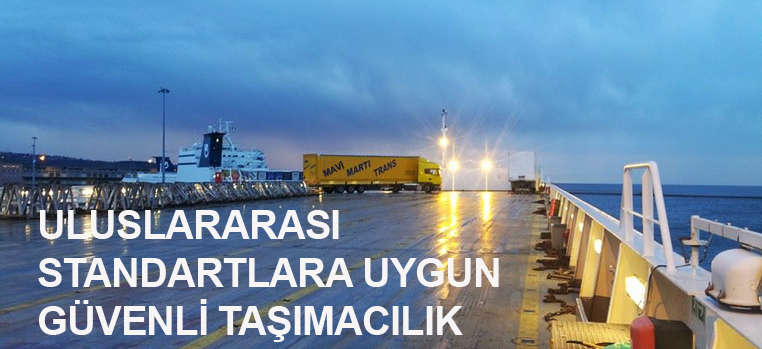 MAVI MARTI TRANS
ULUSLARARASI
STANDARTLARA UYGUN
GÜVENLİ TAŞIMACILIK